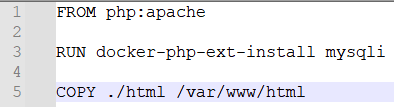 1 FROM php:apache
2
3 RUN docker-php-ext-install mysqli
4
5 COPY ./html /var/www/html